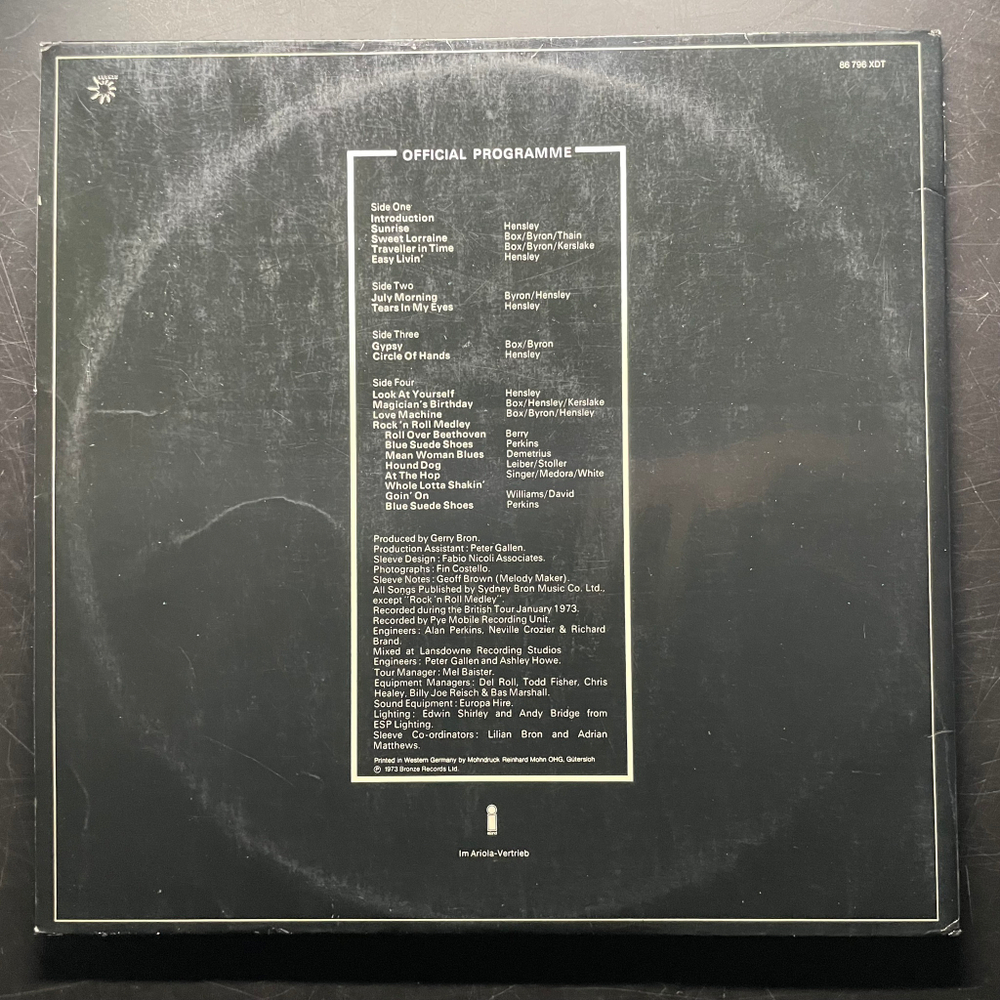 86 796 XDT
OFFICIAL PROGRAMME
Side One
Introduction
Sunrise Hensley
Sweet Lorraine Box/Byron/Thain
Traveller in Time Box/Byron/Kerslake
Easy Livin' Hensley
Side Two
July Morning Byron/Hensley
Tears In My Eyes Hensley
Side Three
Gypsy Box/Byron
Circle Of Hands Hensley
Side Four
Look At Yourself Hensley
Magician's Birthday Box/Hensley/Kerslake
Love Machine Box/Byron/Hensley
Rock 'n Roll Medley
Roll Over Beethoven Berry
Blue Suede Shoes Perkins
Mean Woman Blues Demetrius
Hound Dog Leiber/Stoller
At The Hop Singer/Medora/White
Whole Lotta Shakin'
Goin' On Williams/David
Blue Suede Shoes Perkins
Produced by Gerry Bron.
Production Assistant: Peter Gallen.
Sleeve Design: Fabio Nicoli Associates.
Photographs: Fin Costello.
Sleeve Notes: Geoff Brown (Melody Maker).
All Songs Published by Sydney Bron Music Co. Ltd.,
except "Rock 'n Roll Medley".
Recorded during the British Tour January 1973.
Recorded by Pye Mobile Recording Unit.
Engineers: Alan Perkins, Neville Crozier & Richard
Brand.
Mixed at Lansdowne Recording Studios
Engineers: Peter Gallen and Ashley Howe.
Tour Manager: Mel Baister.
Equipment Managers: Del Roll, Todd Fisher, Chris
Healey, Billy Joe Reisch & Bas Marshall.
Sound Equipment: Europa Hire.
Lighting: Edwin Shirley and Andy Bridge from
ESP Lighting.
Sleeve Co-ordinators: Lilian Bron and Adrian
Matthews.
Printed in Western Germany by Mohndruck Reinhard Mohn OHG, Gütersloh
℗ 1973 Bronze Records Ltd.
Im Ariola-Vertrieb